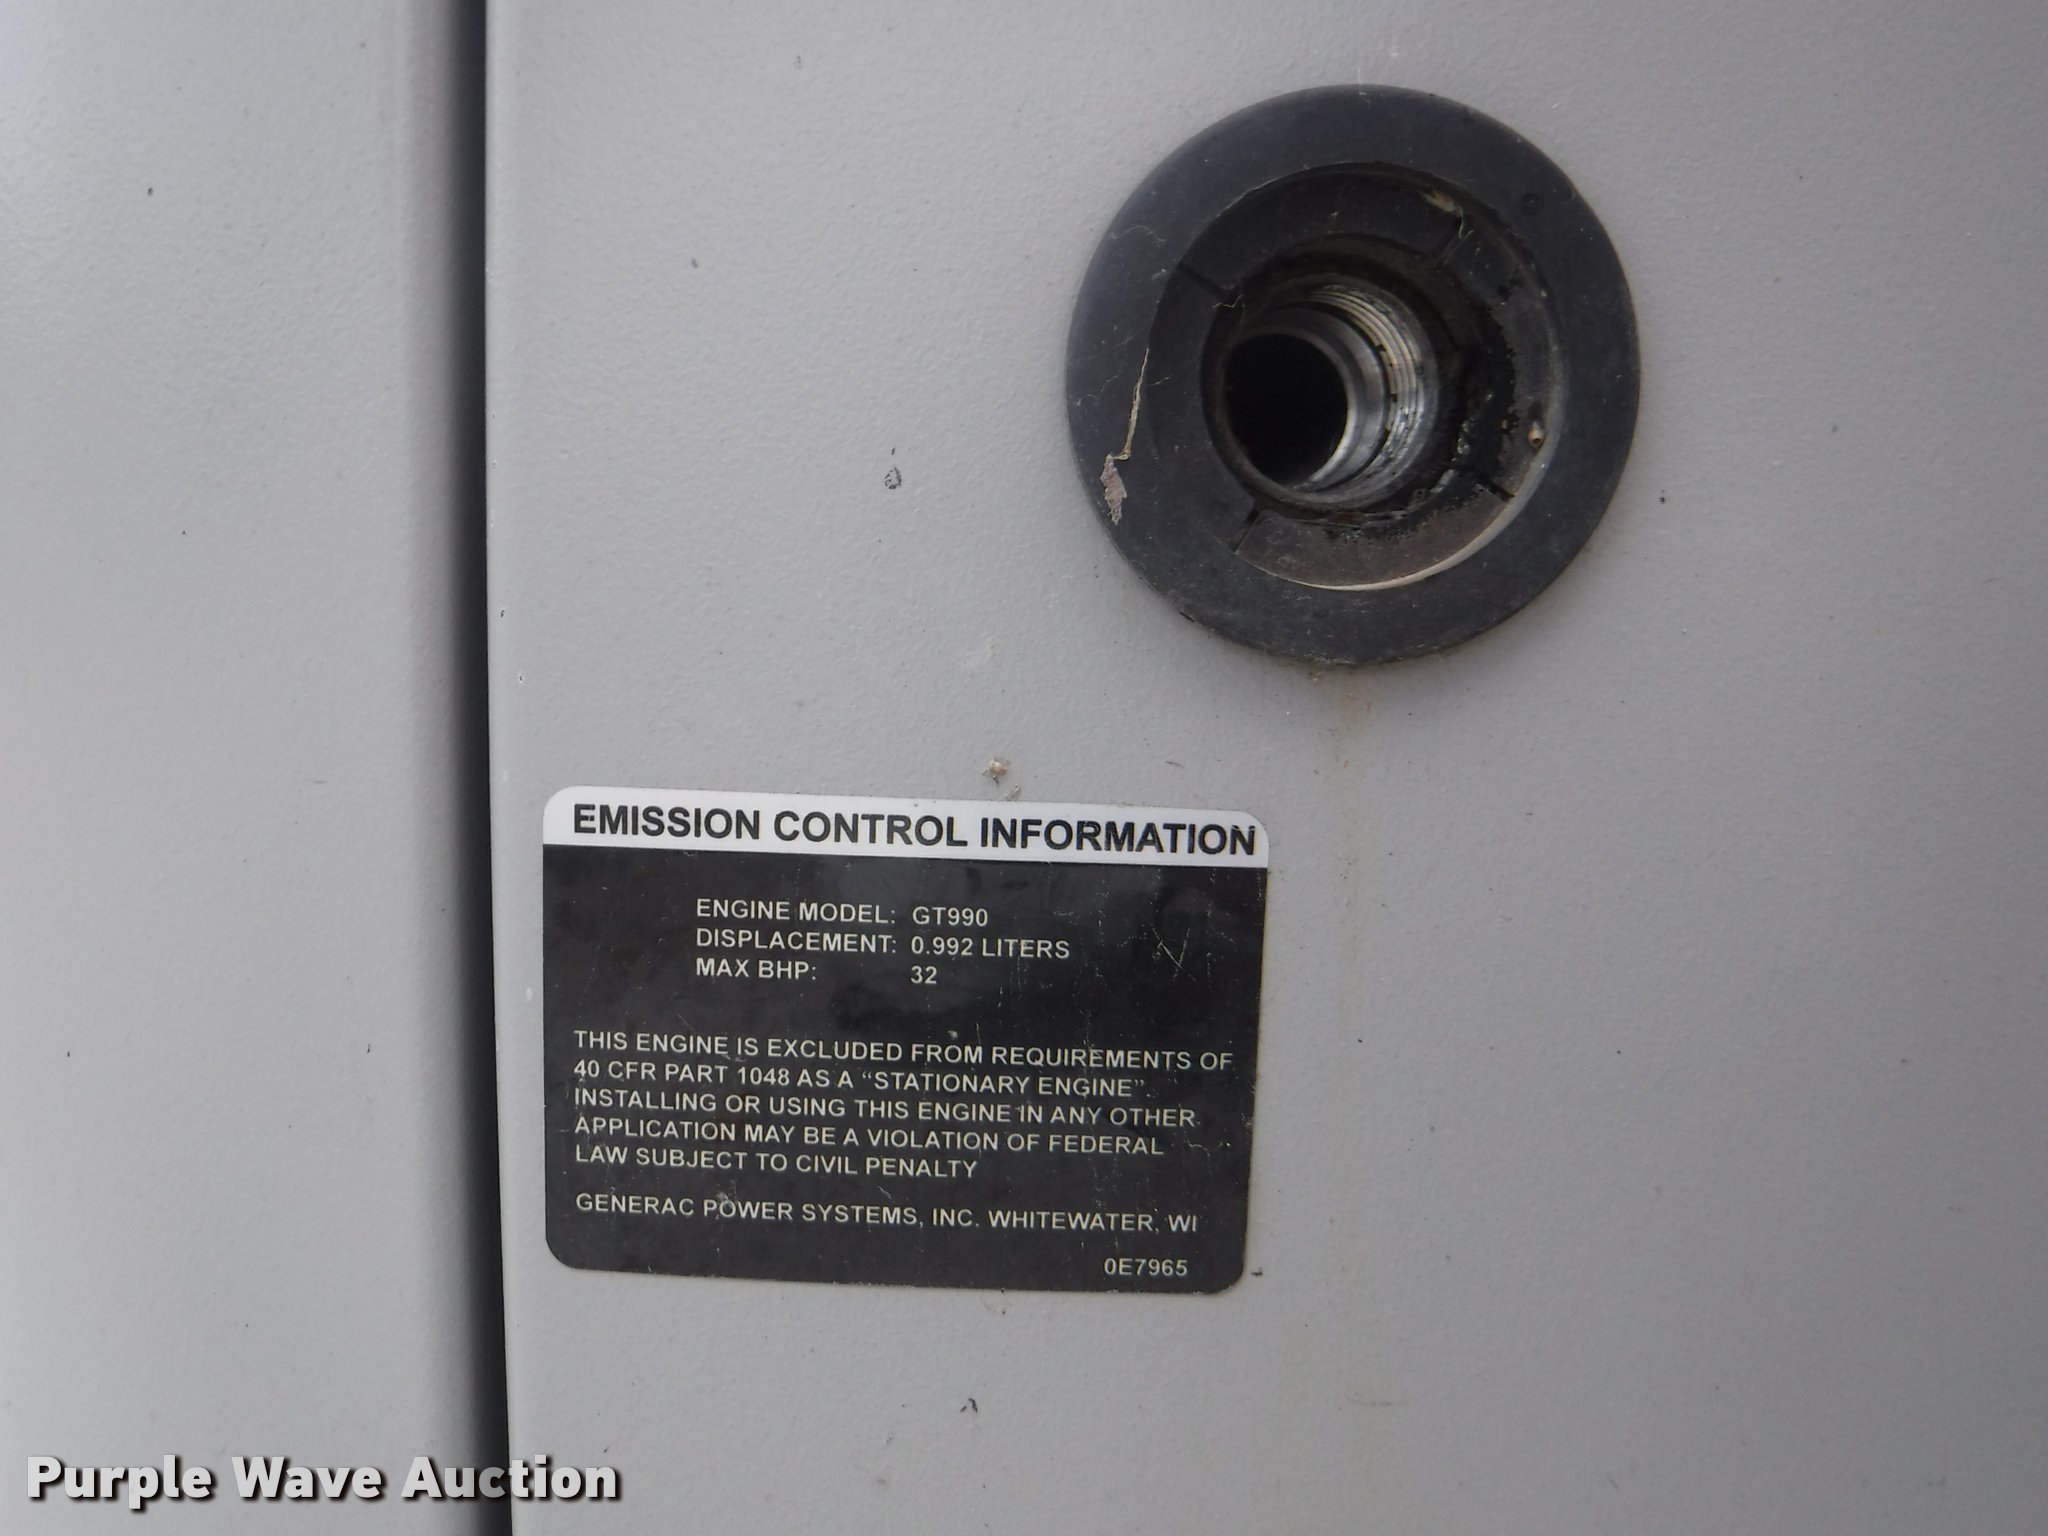 EMISSION CONTROL INFORMATION
ENGINE MODEL: GT990
DISPLACEMENT: 0.992 LITERS
MAX BHP: 32
THIS ENGINE IS EXCLUDED FROM REQUIREMENTS OF
40 CFR PART 1048 AS A “STATIONARY ENGINE”.
INSTALLING OR USING THIS ENGINE IN ANY OTHER
APPLICATION MAY BE A VIOLATION OF FEDERAL
LAW SUBJECT TO CIVIL PENALTY
GENERAC POWER SYSTEMS, INC. WHITEWATER, WI
0E7965
Purple Wave Auction